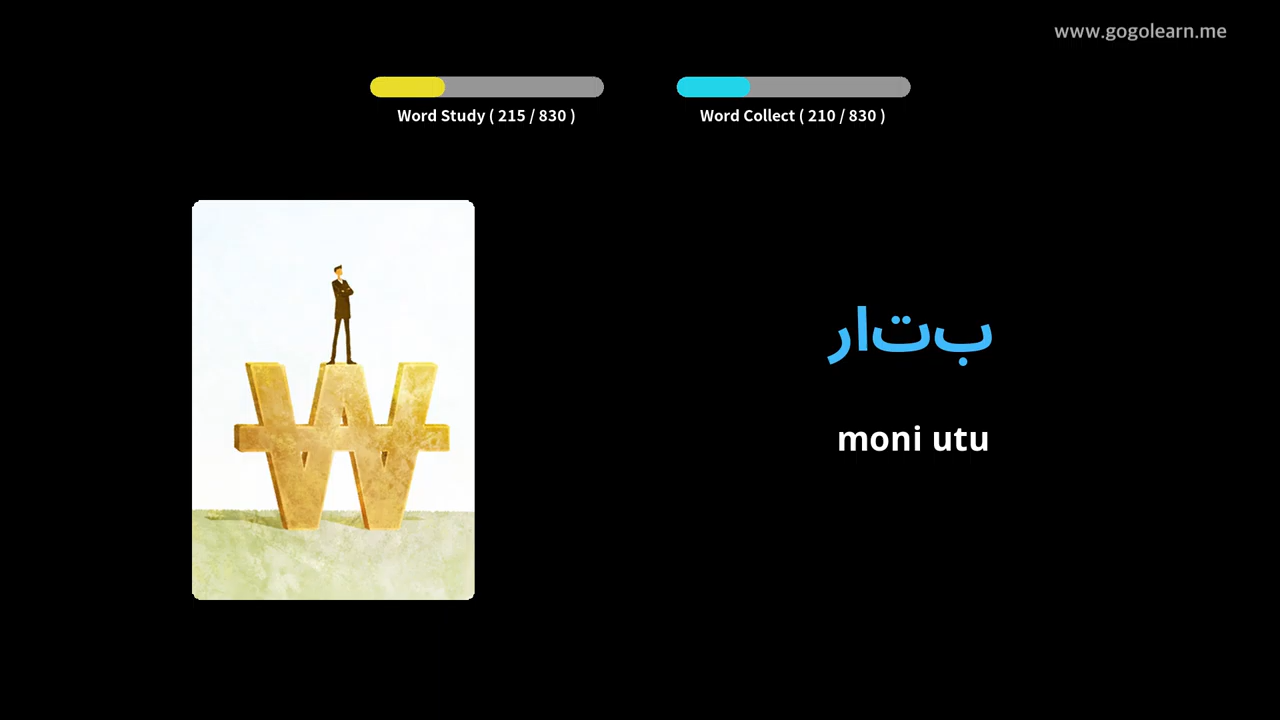 www.gogolearn.me
Word Study ( 215 / 830 )
Word Collect ( 210 / 830 )
بتار
moni utu